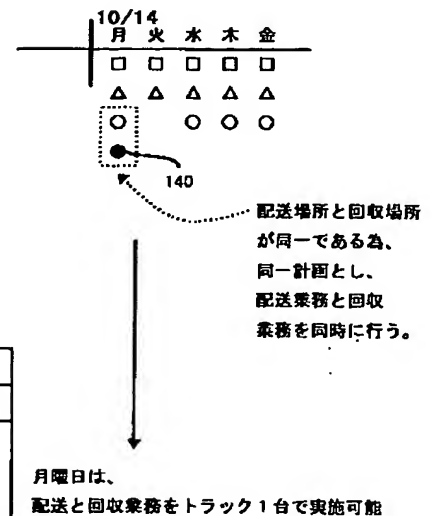 10/14
月 火 水 木 金
□ □ □ □ □
△ △ △ △ △
○ ○ ○ ○
●
140
配送場所と回収場所
が同一である為、
同一計画とし、
配送業務と回収
業務を同時に行う。
月曜日は、
配送と回収業務をトラック1台で実施可能